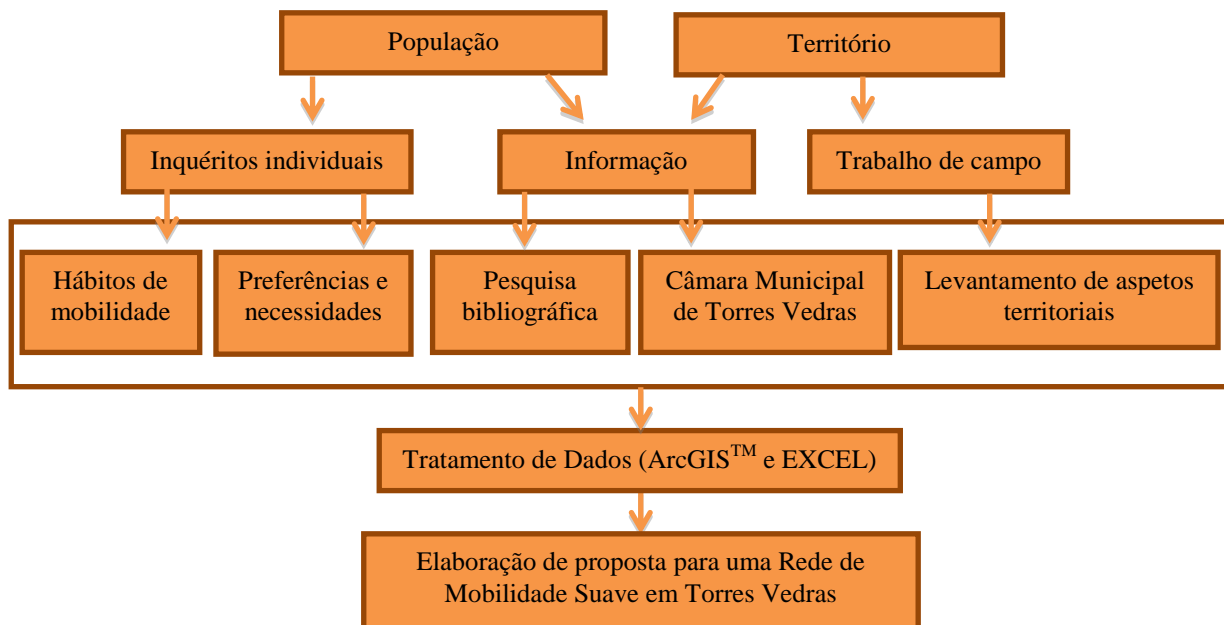 População
Território
Inquéritos individuais
Informação
Trabalho de campo
Hábitos de
mobilidade
Preferências e
necessidades
Pesquisa
bibliográfica
Câmara Municipal
de Torres Vedras
Levantamento de aspetos
territoriais
Tratamento de Dados (ArcGIS™ e EXCEL)
Elaboração de proposta para uma Rede de
Mobilidade Suave em Torres Vedras